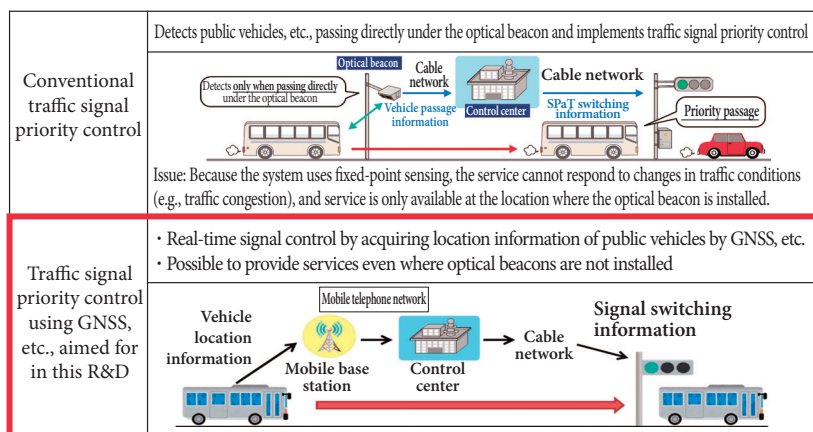 Conventional
traffic signal
priority control
Detects public vehicles, etc., passing directly under the optical beacon and implements traffic signal priority control
Optical beacon
Cable
network
Cable network
Detects only when passing directly
under the optical beacon
Vehicle passage
information
Control center
SPaT switching
information
Priority passage
Issue: Because the system uses fixed-point sensing, the service cannot respond to changes in traffic conditions
(e.g., traffic congestion), and service is only available at the location where the optical beacon is installed.
Traffic signal
priority control
using GNSS,
etc., aimed for
in this R&D
・Real-time signal control by acquiring location information of public vehicles by GNSS, etc.
・Possible to provide services even where optical beacons are not installed
Vehicle
location
information
Mobile telephone network
Mobile base
station
Control
center
Cable
network
Signal switching
information